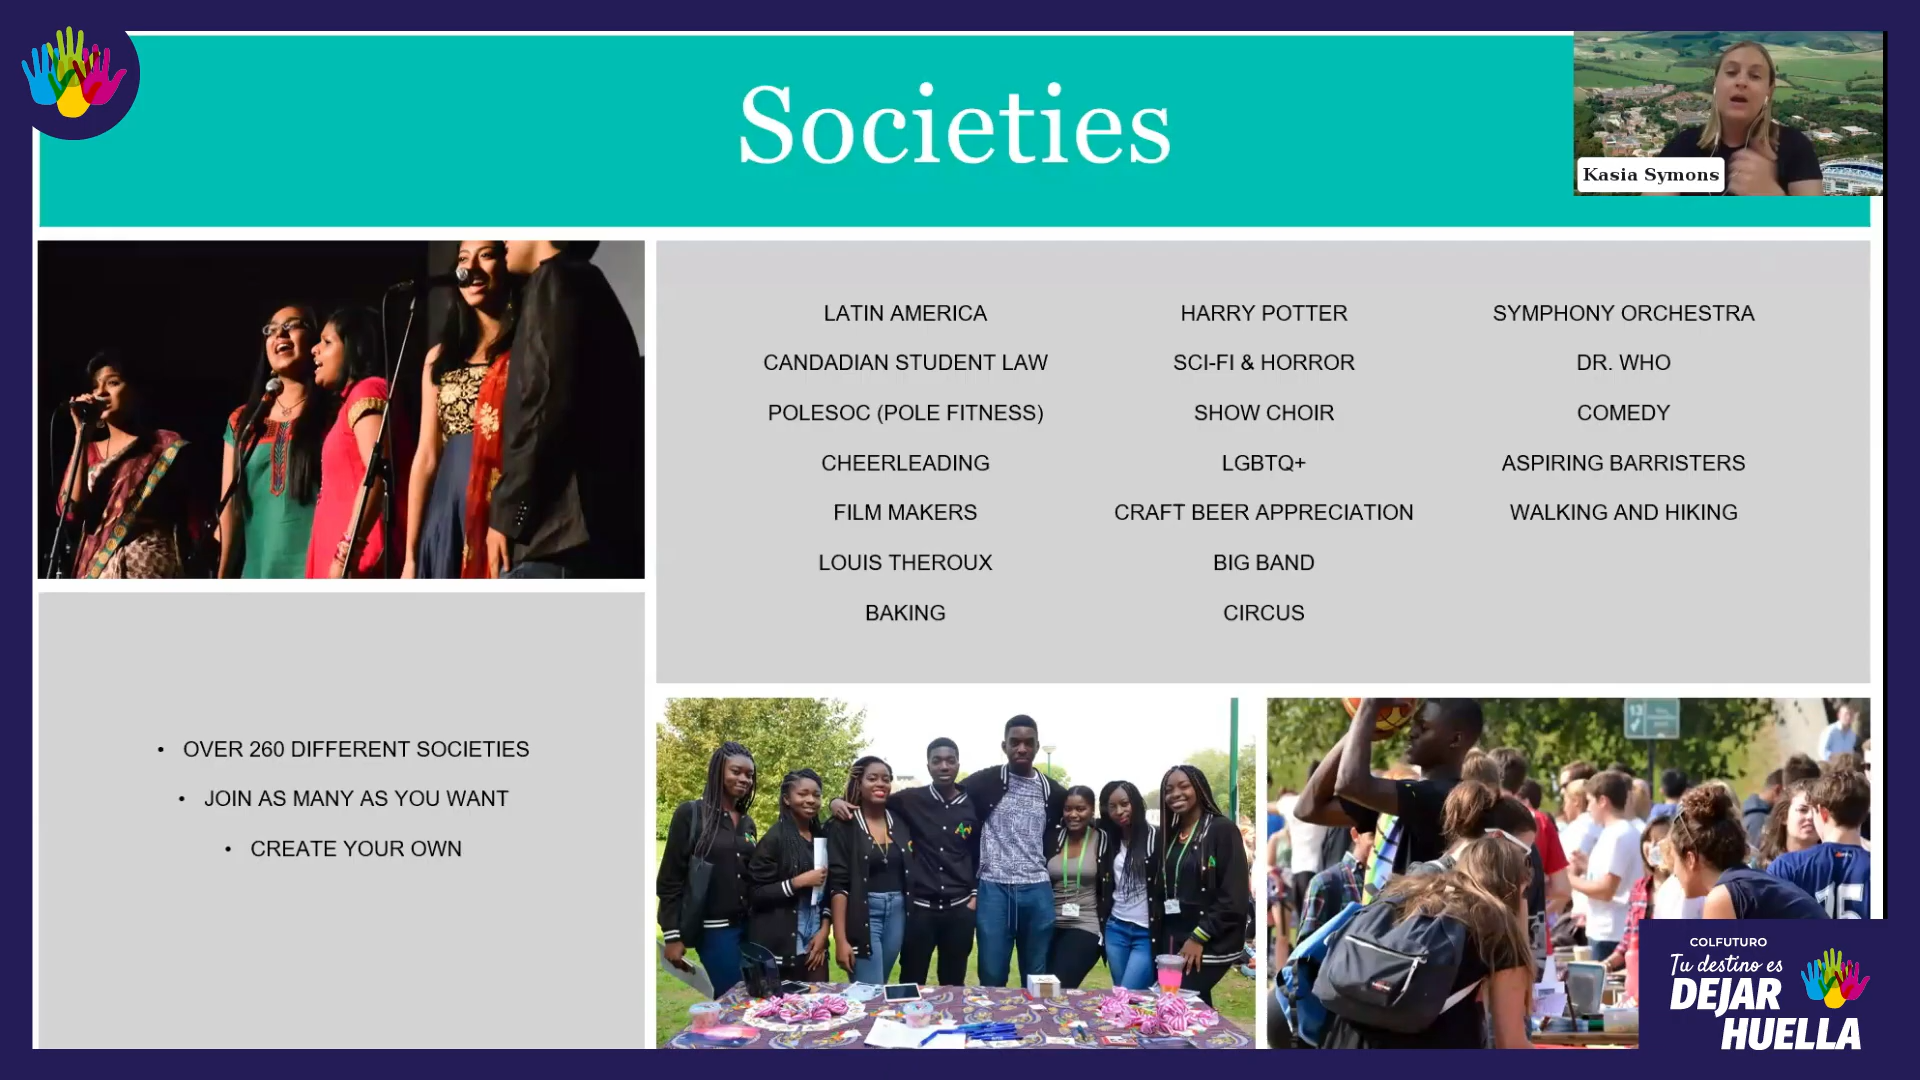 Societies
Kasia Symons
LATIN AMERICA
CANDADIAN STUDENT LAW
POLESOC (POLE FITNESS)
CHEERLEADING
FILM MAKERS
LOUIS THEROUX
BAKING
HARRY POTTER
SCI-FI & HORROR
SHOW CHOIR
LGBTQ+
CRAFT BEER APPRECIATION
BIG BAND
CIRCUS
SYMPHONY ORCHESTRA
DR. WHO
COMEDY
ASPIRING BARRISTERS
WALKING AND HIKING
• OVER 260 DIFFERENT SOCIETIES
• JOIN AS MANY AS YOU WANT
• CREATE YOUR OWN
13
75
COLFUTURO
Tu destino es
DEJAR
HUELLA